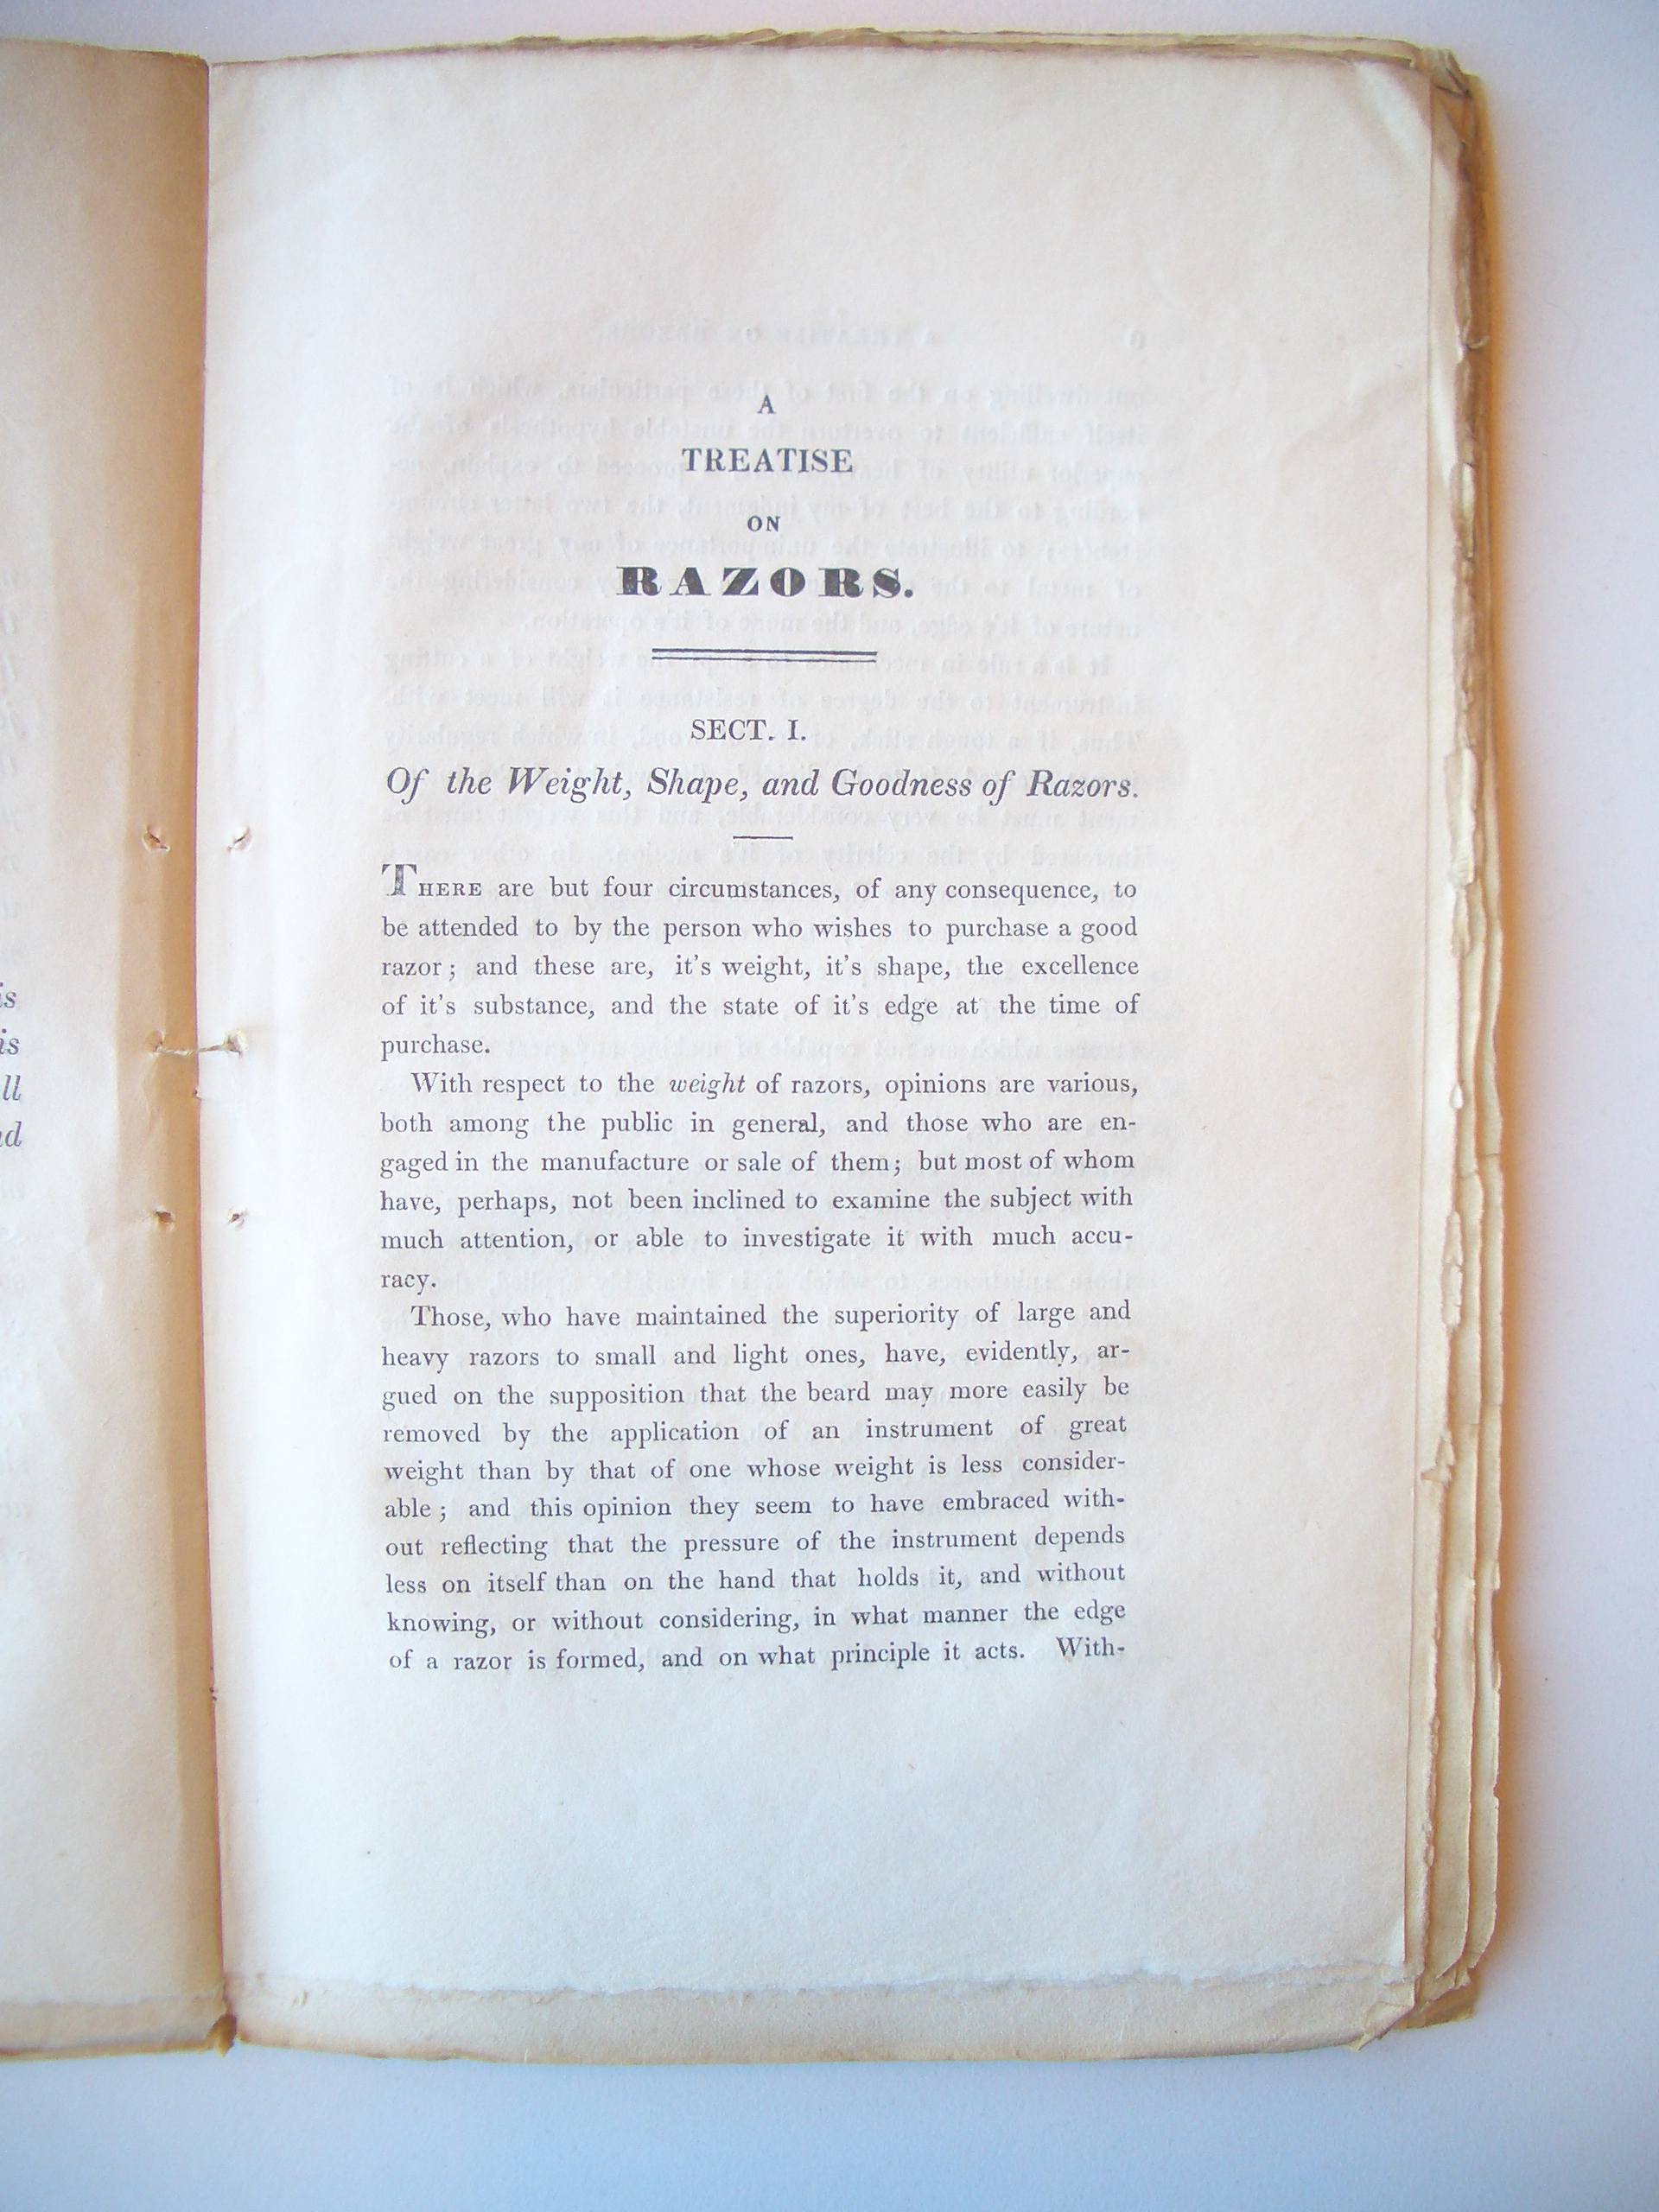 is
is
ll
A
TREATISE
ON
RAZORS.
SECT. I.
Of the Weight, Shape, and Goodness of Razors.
THERE are but four circumstances, of any consequence, to
be attended to by the person who wishes to purchase a good
razor; and these are, it's weight, it's shape, the excellence
of it's substance, and the state of it's edge at the time of
purchase.
With respect to the weight of razors, opinions are various,
both among the public in general, and those who are en-
gaged in the manufacture or sale of them; but most of whom
have, perhaps, not been inclined to examine the subject with
much attention, or able to investigate it with much accu-
racy.
Those, who have maintained the superiority of large and
heavy razors to small and light ones, have, evidently, ar-
gued on the supposition that the beard may more easily be
removed by the application of an instrument of great
weight than by that of one whose weight is less consider-
able; and this opinion they seem to have embraced with-
out reflecting that the pressure of the instrument depends
less on itself than on the hand that holds it, and without
knowing, or without considering, in what manner the edge
of a razor is formed, and on what principle it acts. With-